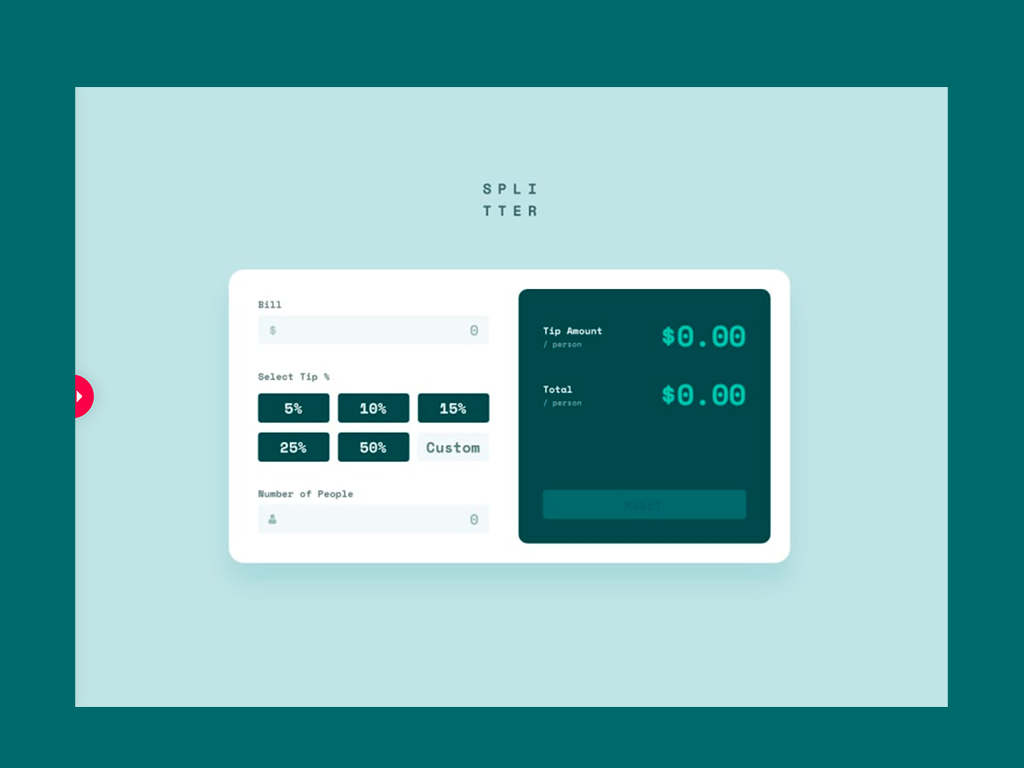 SPLI
TTER
Bill
$ 0
Select Tip %
5% 10% 15%
25% 50% Custom
Number of People
0
Tip Amount $0.00
/ person
Total $0.00
/ person
RESET